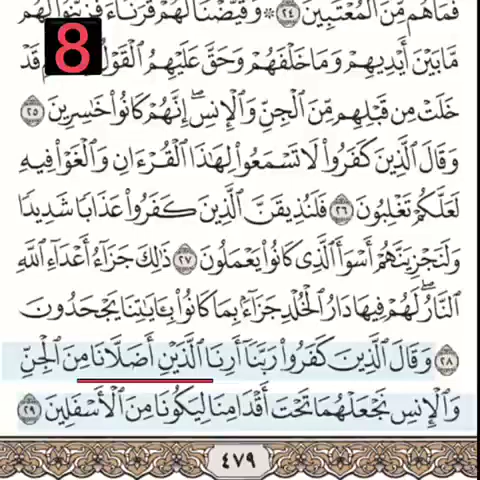 فَمَا هُم مِّنَ ٱلْمُعْتَبِينَ ٢٤ ۞ وَقَيَّضْنَا لَهُمْ قُرَنَآءَ فَزَيَّنُوا۟ لَهُم
8
مَّا بَيْنَ أَيْدِيهِمْ وَمَا خَلْفَهُمْ وَحَقَّ عَلَيْهِمُ ٱلْقَوْلُ قَدْ
خَلَتْ مِن قَبْلِهِم مِّنَ ٱلْجِنِّ وَٱلْإِنسِ ۖ إِنَّهُمْ كَانُوا۟ خَٰسِرِينَ ٢٥
وَقَالَ ٱلَّذِينَ كَفَرُوا۟ لَا تَسْمَعُوا۟ لِهَٰذَا ٱلْقُرْءَانِ وَٱلْغَوْا۟ فِيهِ
لَعَلَّكُمْ تَغْلِبُونَ ٢٦ فَلَنُذِيقَنَّ ٱلَّذِينَ كَفَرُوا۟ عَذَابًا شَدِيدًا
وَلَنَجْزِيَنَّهُمْ أَسْوَأَ ٱلَّذِى كَانُوا۟ يَعْمَلُونَ ٢٧ ذَٰلِكَ جَزَآءُ أَعْدَآءِ ٱللَّهِ
ٱلنَّارُ ۖ لَهُمْ فِيهَا دَارُ ٱلْخُلْدِ ۖ جَزَآءًۢ بِمَا كَانُوا۟ بِـَٔايَٰتِنَا يَجْحَدُونَ
٢٨ وَقَالَ ٱلَّذِينَ كَفَرُوا۟ رَبَّنَآ أَرِنَا ٱلَّذَيْنِ أَضَلَّانَا مِنَ ٱلْجِنِّ
وَٱلْإِنسِ نَجْعَلْهُمَا تَحْتَ أَقْدَامِنَا لِيَكُونَا مِنَ ٱلْأَسْفَلِينَ ٢٩
٤٧٩